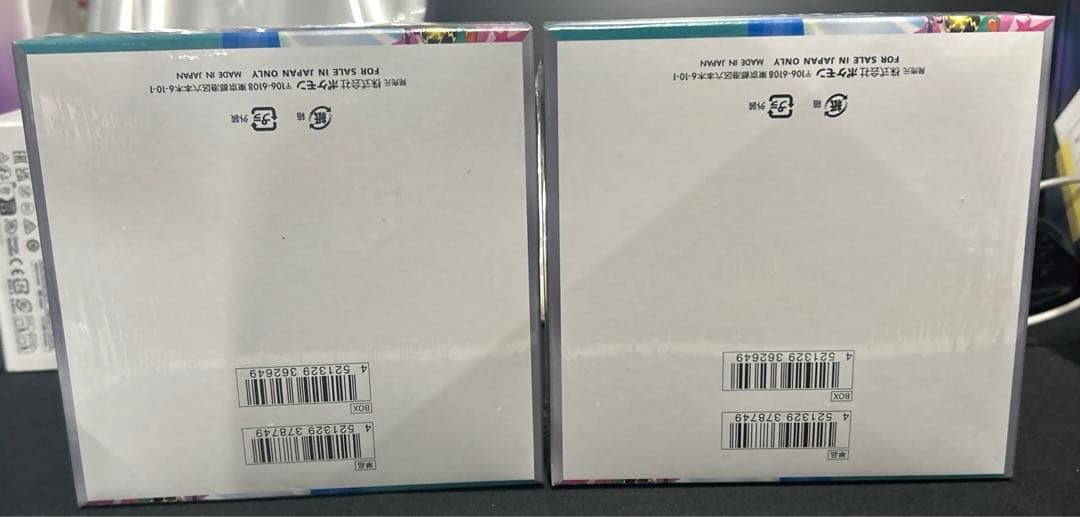 単品
4 521329 378749
BOX
4 521329 362649
紙 箱 プラ 外装
発売元 株式会社ポケモン 〒106-6108 東京都港区六本木6-10-1
FOR SALE IN JAPAN ONLY MADE IN JAPAN
単品
4 521329 378749
BOX
4 521329 362649
紙 箱 プラ 外装
発売元 株式会社ポケモン 〒106-6108 東京都港区六本木6-10-1
FOR SALE IN JAPAN ONLY MADE IN JAPAN